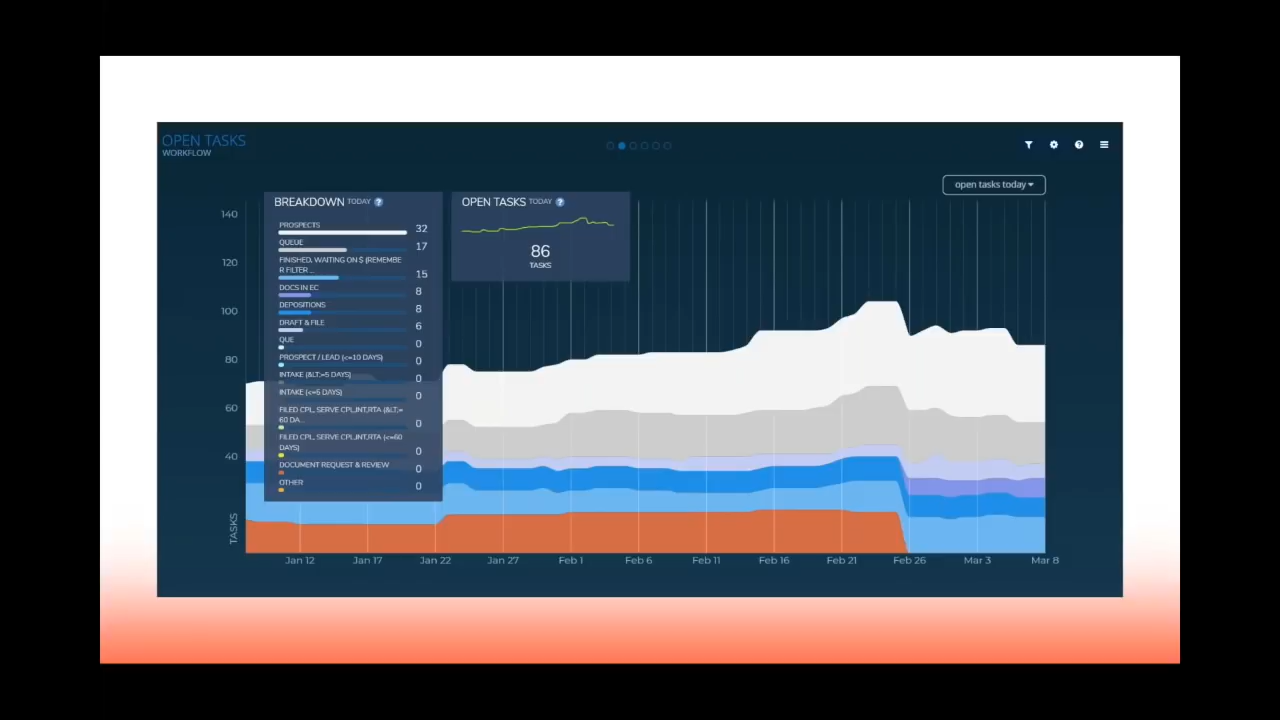 OPEN TASKS
WORKFLOW
open tasks today
BREAKDOWN TODAY ?
PROSPECTS 32
QUEUE 17
FINISHED, WAITING ON $ (REMEMBE
R FILTER ... 15
DOCS IN EC 8
DEPOSITIONS 8
DRAFT & FILE 6
QUE 0
PROSPECT / LEAD (<=10 DAYS) 0
INTAKE (&LT;=5 DAYS) 0
INTAKE (<=6 DAYS) 0
FILED CPL, SERVE CPL,INT,RTA (&LT;=
60 DA... 0
FILED CPL, SERVE CPL,INT,RTA (<=60
DAYS) 0
DOCUMENT REQUEST & REVIEW 0
OTHER 0
OPEN TASKS TODAY ?
86
TASKS
140
120
100
80
60
40
TASKS
Jan 12 Jan 17 Jan 22 Jan 27 Feb 1 Feb 6 Feb 11 Feb 16 Feb 21 Feb 26 Mar 3 Mar 8